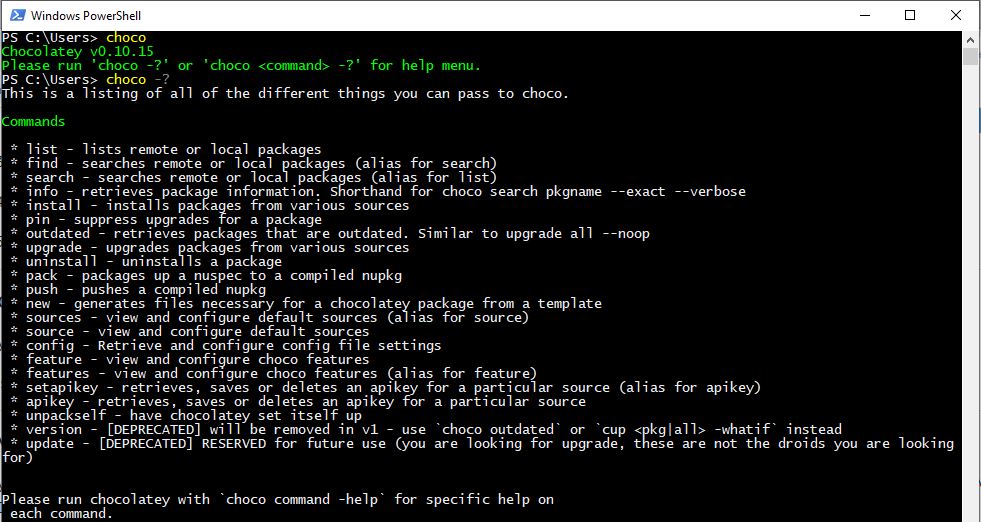 Windows PowerShell
PS C:\Users> choco
Chocolatey v0.10.15
Please run 'choco -?' or 'choco <command> -?' for help menu.
PS C:\Users> choco -?
This is a listing of all of the different things you can pass to choco.
Commands
* list - lists remote or local packages
* find - searches remote or local packages (alias for search)
* search - searches remote or local packages (alias for list)
* info - retrieves package information. Shorthand for choco search pkgname --exact --verbose
* install - installs packages from various sources
* pin - suppress upgrades for a package
* outdated - retrieves packages that are outdated. Similar to upgrade all --noop
* upgrade - upgrades packages from various sources
* uninstall - uninstalls a package
* pack - packages up a nuspec to a compiled nupkg
* push - pushes a compiled nupkg
* new - generates files necessary for a chocolatey package from a template
* sources - view and configure default sources (alias for source)
* source - view and configure default sources
* config - Retrieve and configure config file settings
* feature - view and configure choco features
* features - view and configure choco features (alias for feature)
* setapikey - retrieves, saves or deletes an apikey for a particular source (alias for apikey)
* apikey - retrieves, saves or deletes an apikey for a particular source
* unpackself - have chocolatey set itself up
* version - [DEPRECATED] will be removed in v1 - use `choco outdated` or `cup <pkg|all> -whatif` instead
* update - [DEPRECATED] RESERVED for future use (you are looking for upgrade, these are not the droids you are looking
for)
Please run chocolatey with `choco command -help` for specific help on
each command.